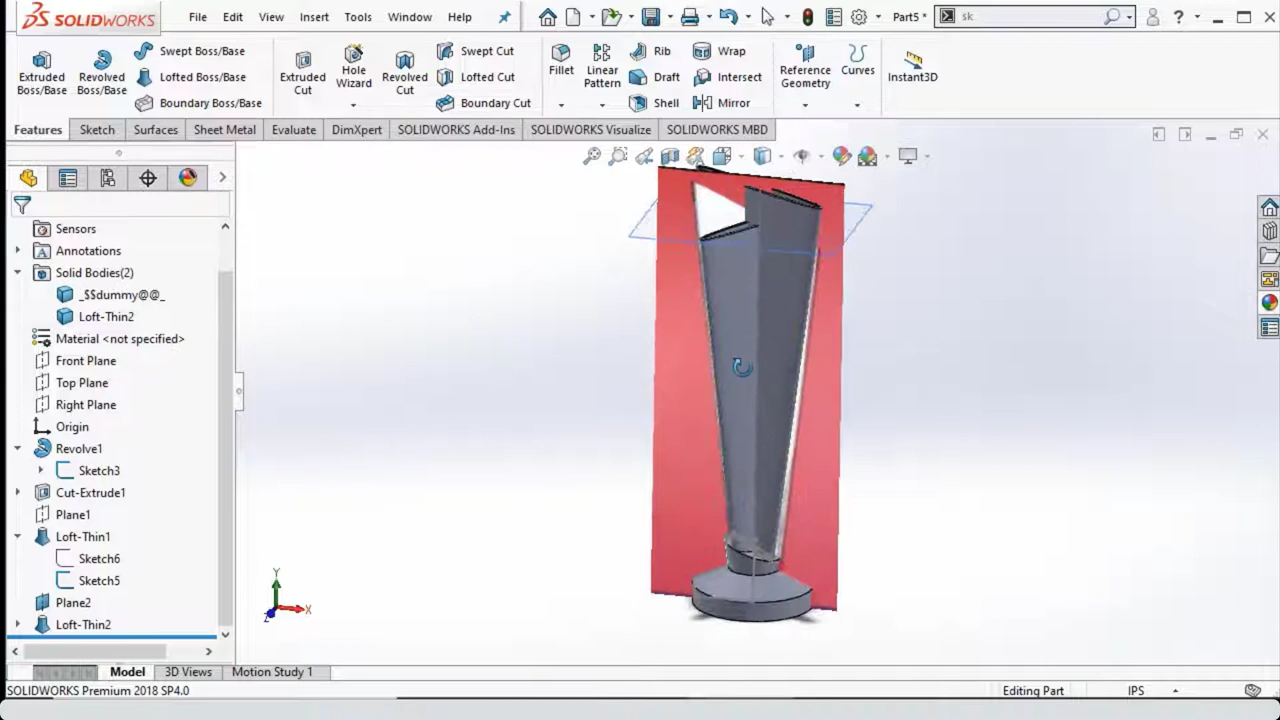 SOLIDWORKS File Edit View Insert Tools Window Help Part5 * sk
Extruded Boss/Base
Revolved Boss/Base
Swept Boss/Base
Lofted Boss/Base
Boundary Boss/Base
Extruded Cut
Hole Wizard
Revolved Cut
Swept Cut
Lofted Cut
Boundary Cut
Fillet
Linear Pattern
Rib
Draft
Shell
Wrap
Intersect
Mirror
Reference Geometry
Curves
Instant3D
Features Sketch Surfaces Sheet Metal Evaluate DimXpert SOLIDWORKS Add-Ins SOLIDWORKS Visualize SOLIDWORKS MBD
Sensors
Annotations
Solid Bodies(2)
_$$dummy@@_
Loft-Thin2
Material <not specified>
Front Plane
Top Plane
Right Plane
Origin
Revolve1
Sketch3
Cut-Extrude1
Plane1
Loft-Thin1
Sketch6
Sketch5
Plane2
Loft-Thin2
Y
X
Z
Model 3D Views Motion Study 1
SOLIDWORKS Premium 2018 SP4.0 Editing Part IPS